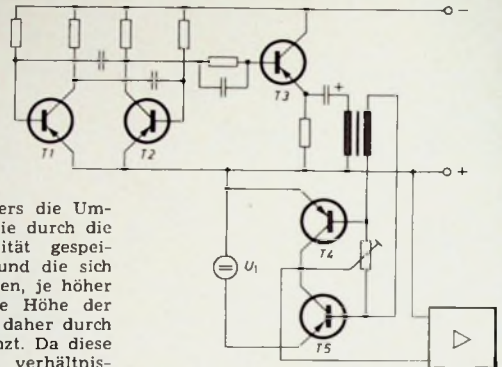 −
T3
+
T1
T2
+
ers die Um-
ie durch die
ität gespei-
und die sich
en, je höher
e Höhe der
daher durch
nzt. Da diese
verhältnis-
U1
T4
T5